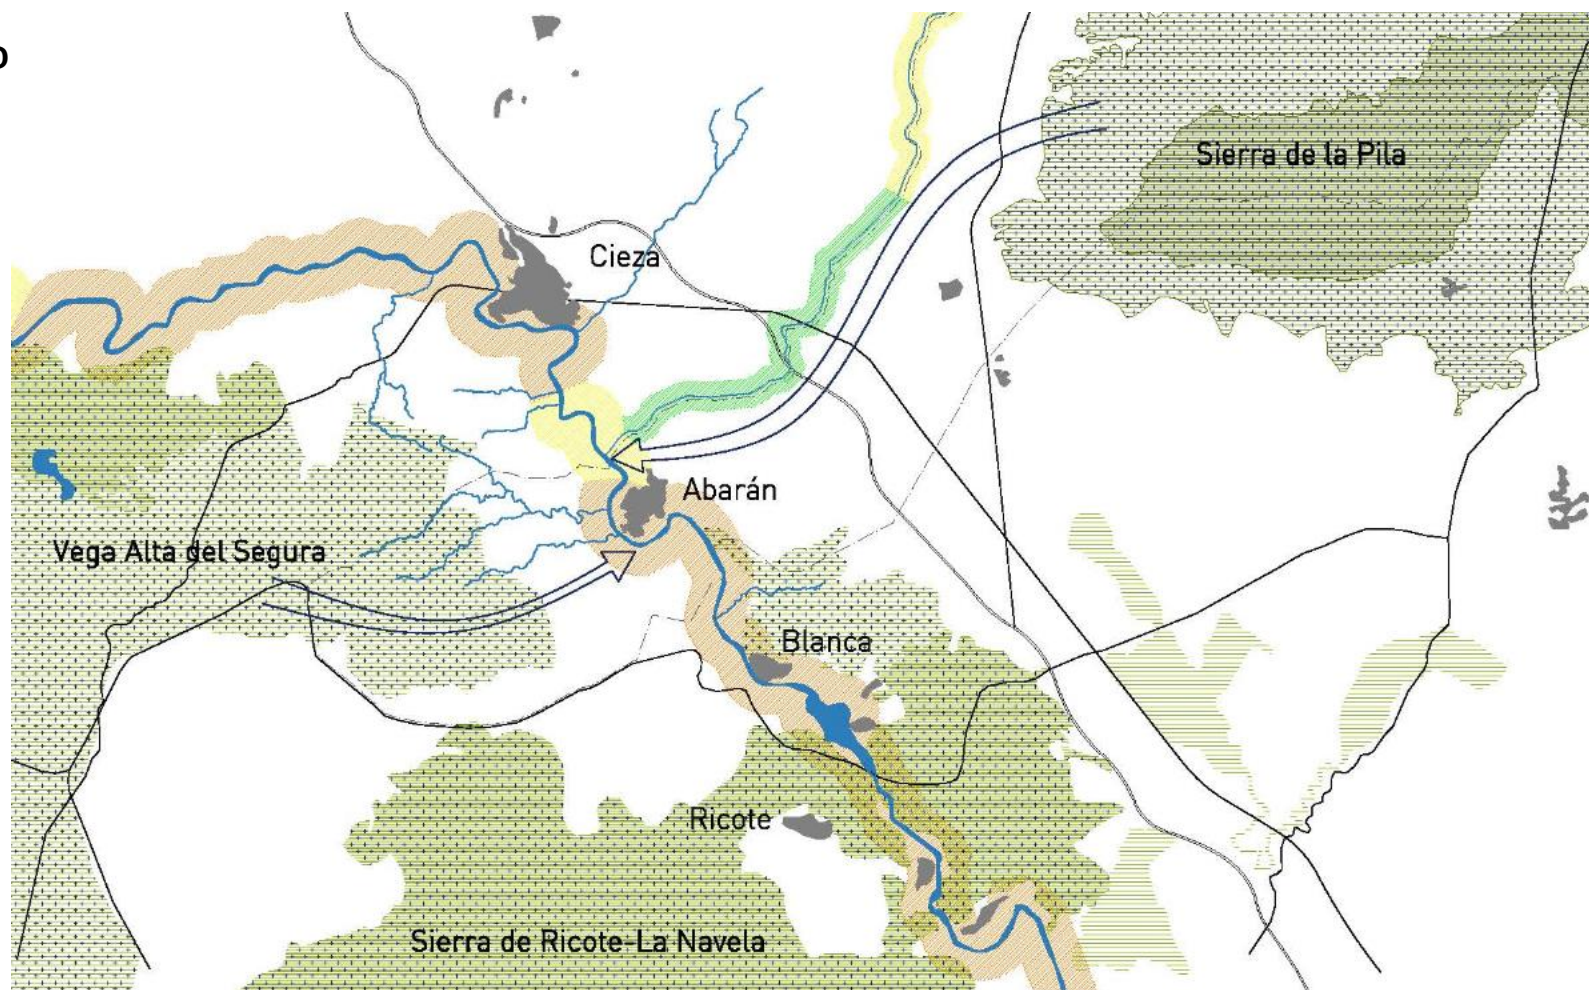 Sierra de la Pila
Cieza
Abarán
Vega Alta del Segura
Blanca
Ricote
Sierra de Ricote-La Navela